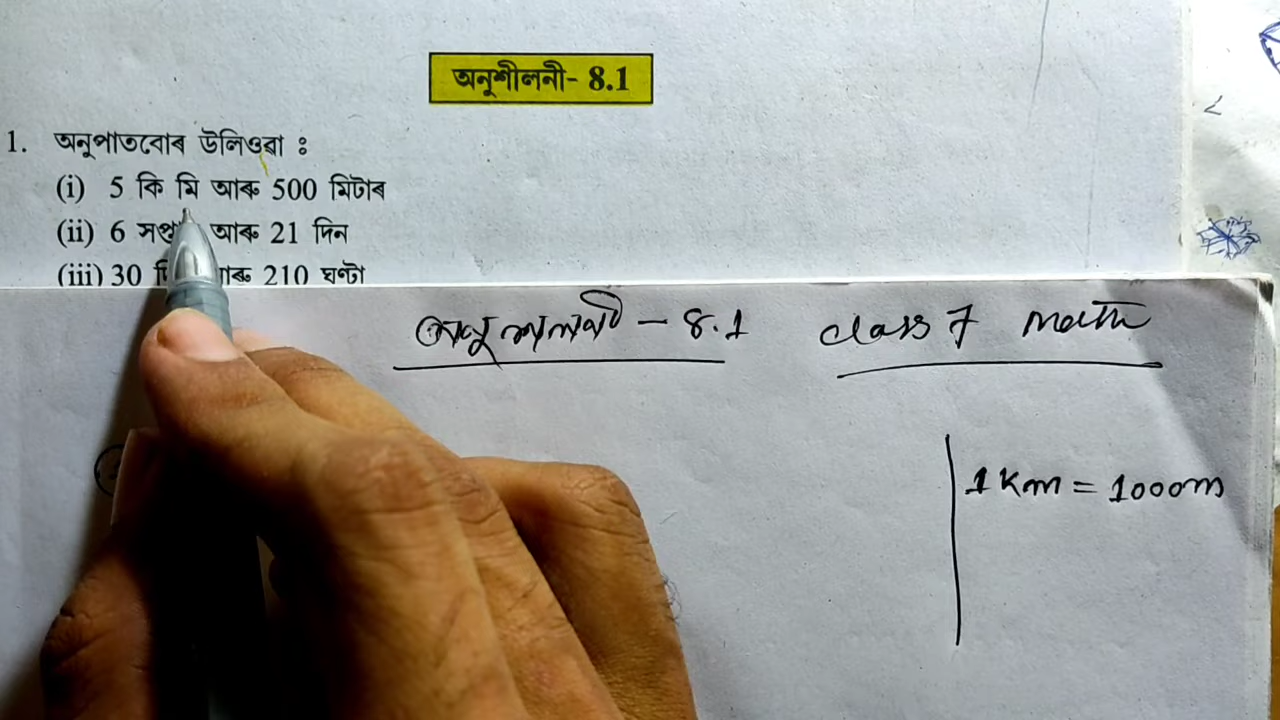 অনুশীলনী- 8.1
1. অনুপাতবোৰ উলিওৱা ঃ
(i) 5 কি মি আৰু 500 মিটাৰ
(ii) 6 আৰু 21 দিন
(iii) 30 210 ঘণ্টা
অনুশীলনী – 8.1 class 7 math
1 Km = 1000m